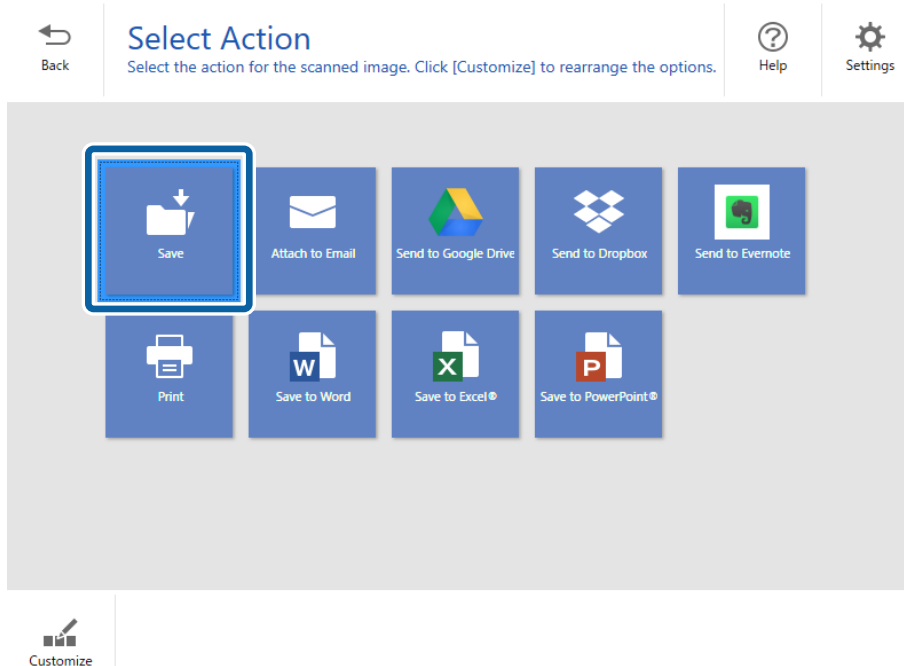 Back
Select Action
Select the action for the scanned image. Click [Customize] to rearrange the options.
Help
Settings
Save
Attach to Email
Send to Google Drive
Send to Dropbox
Send to Evernote
Print
W
Save to Word
X
Save to Excel®
P
Save to PowerPoint®
Customize